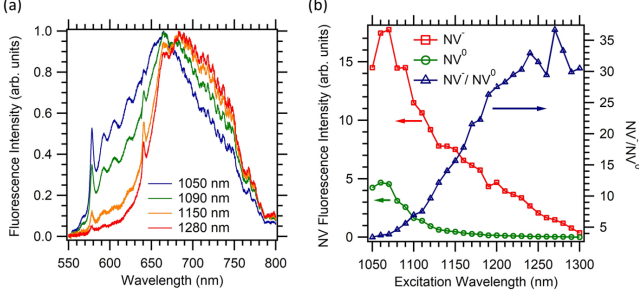 (a)
Fluorescence Intensity (arb. units)
1.0
0.8
0.6
0.4
0.2
0.0
1050 nm
1090 nm
1150 nm
1280 nm
550 600 650 700 750 800
Wavelength (nm)
(b)
NV Fluorescence Intensity (arb. units)
15
10
5
0
NV⁻
NV⁰
NV⁻/ NV⁰
35
30
25
20
15
10
5
NV⁻/NV⁰
1050 1100 1150 1200 1250 1300
Excitation Wavelength (nm)